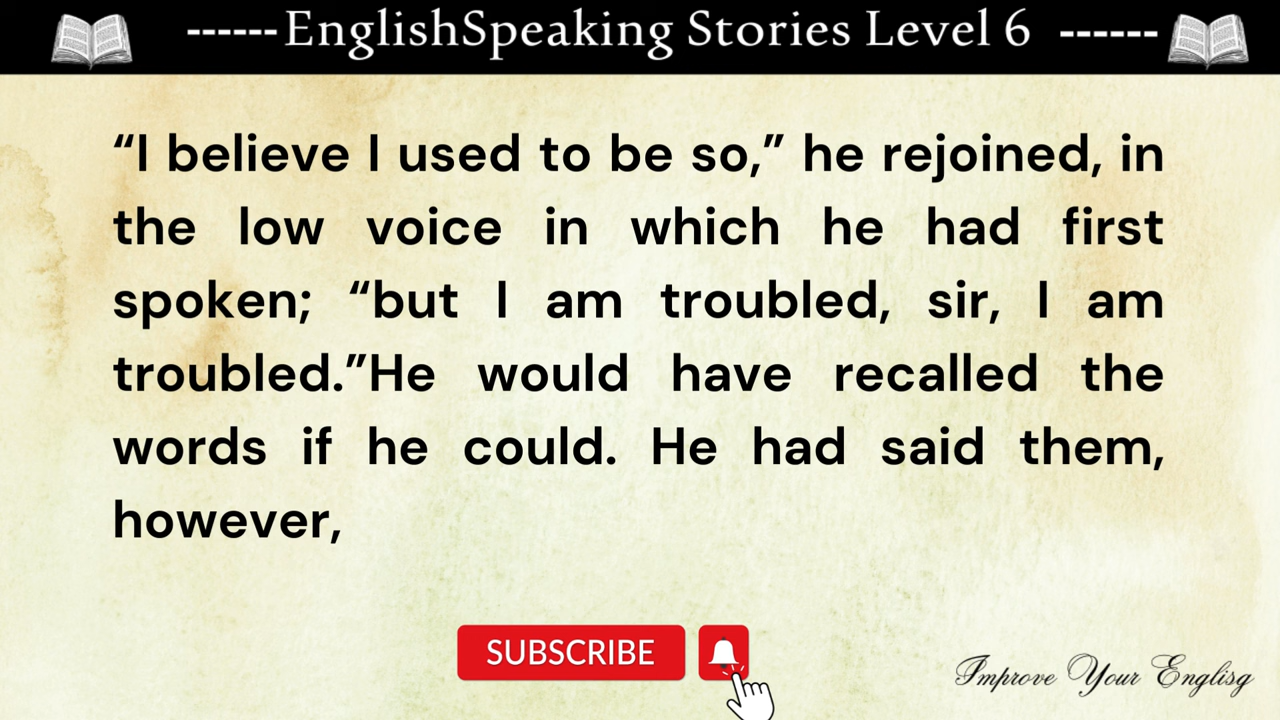 ------EnglishSpeaking Stories Level 6 ------
“I believe I used to be so,” he rejoined, in
the low voice in which he had first
spoken; “but I am troubled, sir, I am
troubled.”He would have recalled the
words if he could. He had said them,
however,
SUBSCRIBE
Improve Your Englisg